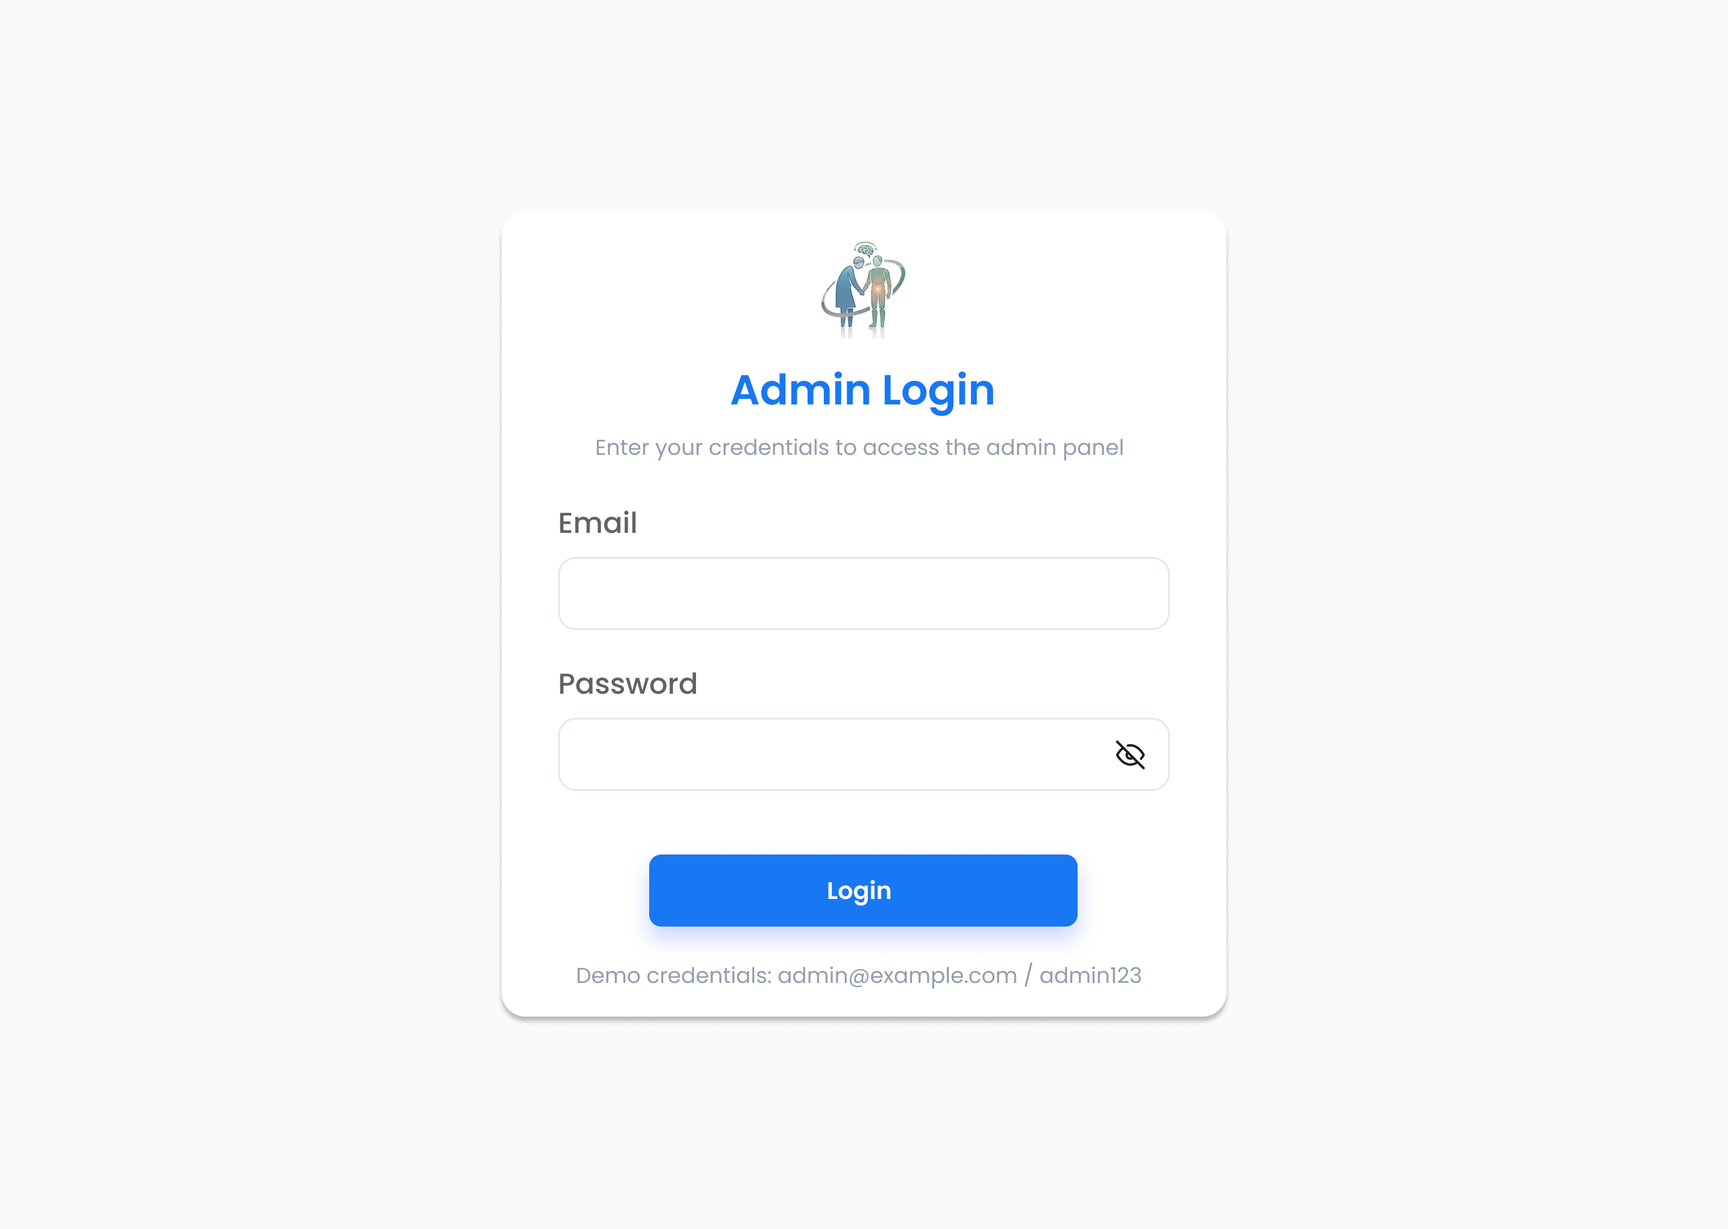 Admin Login
Enter your credentials to access the admin panel
Email
Password
Login
Demo credentials: admin@example.com / admin123